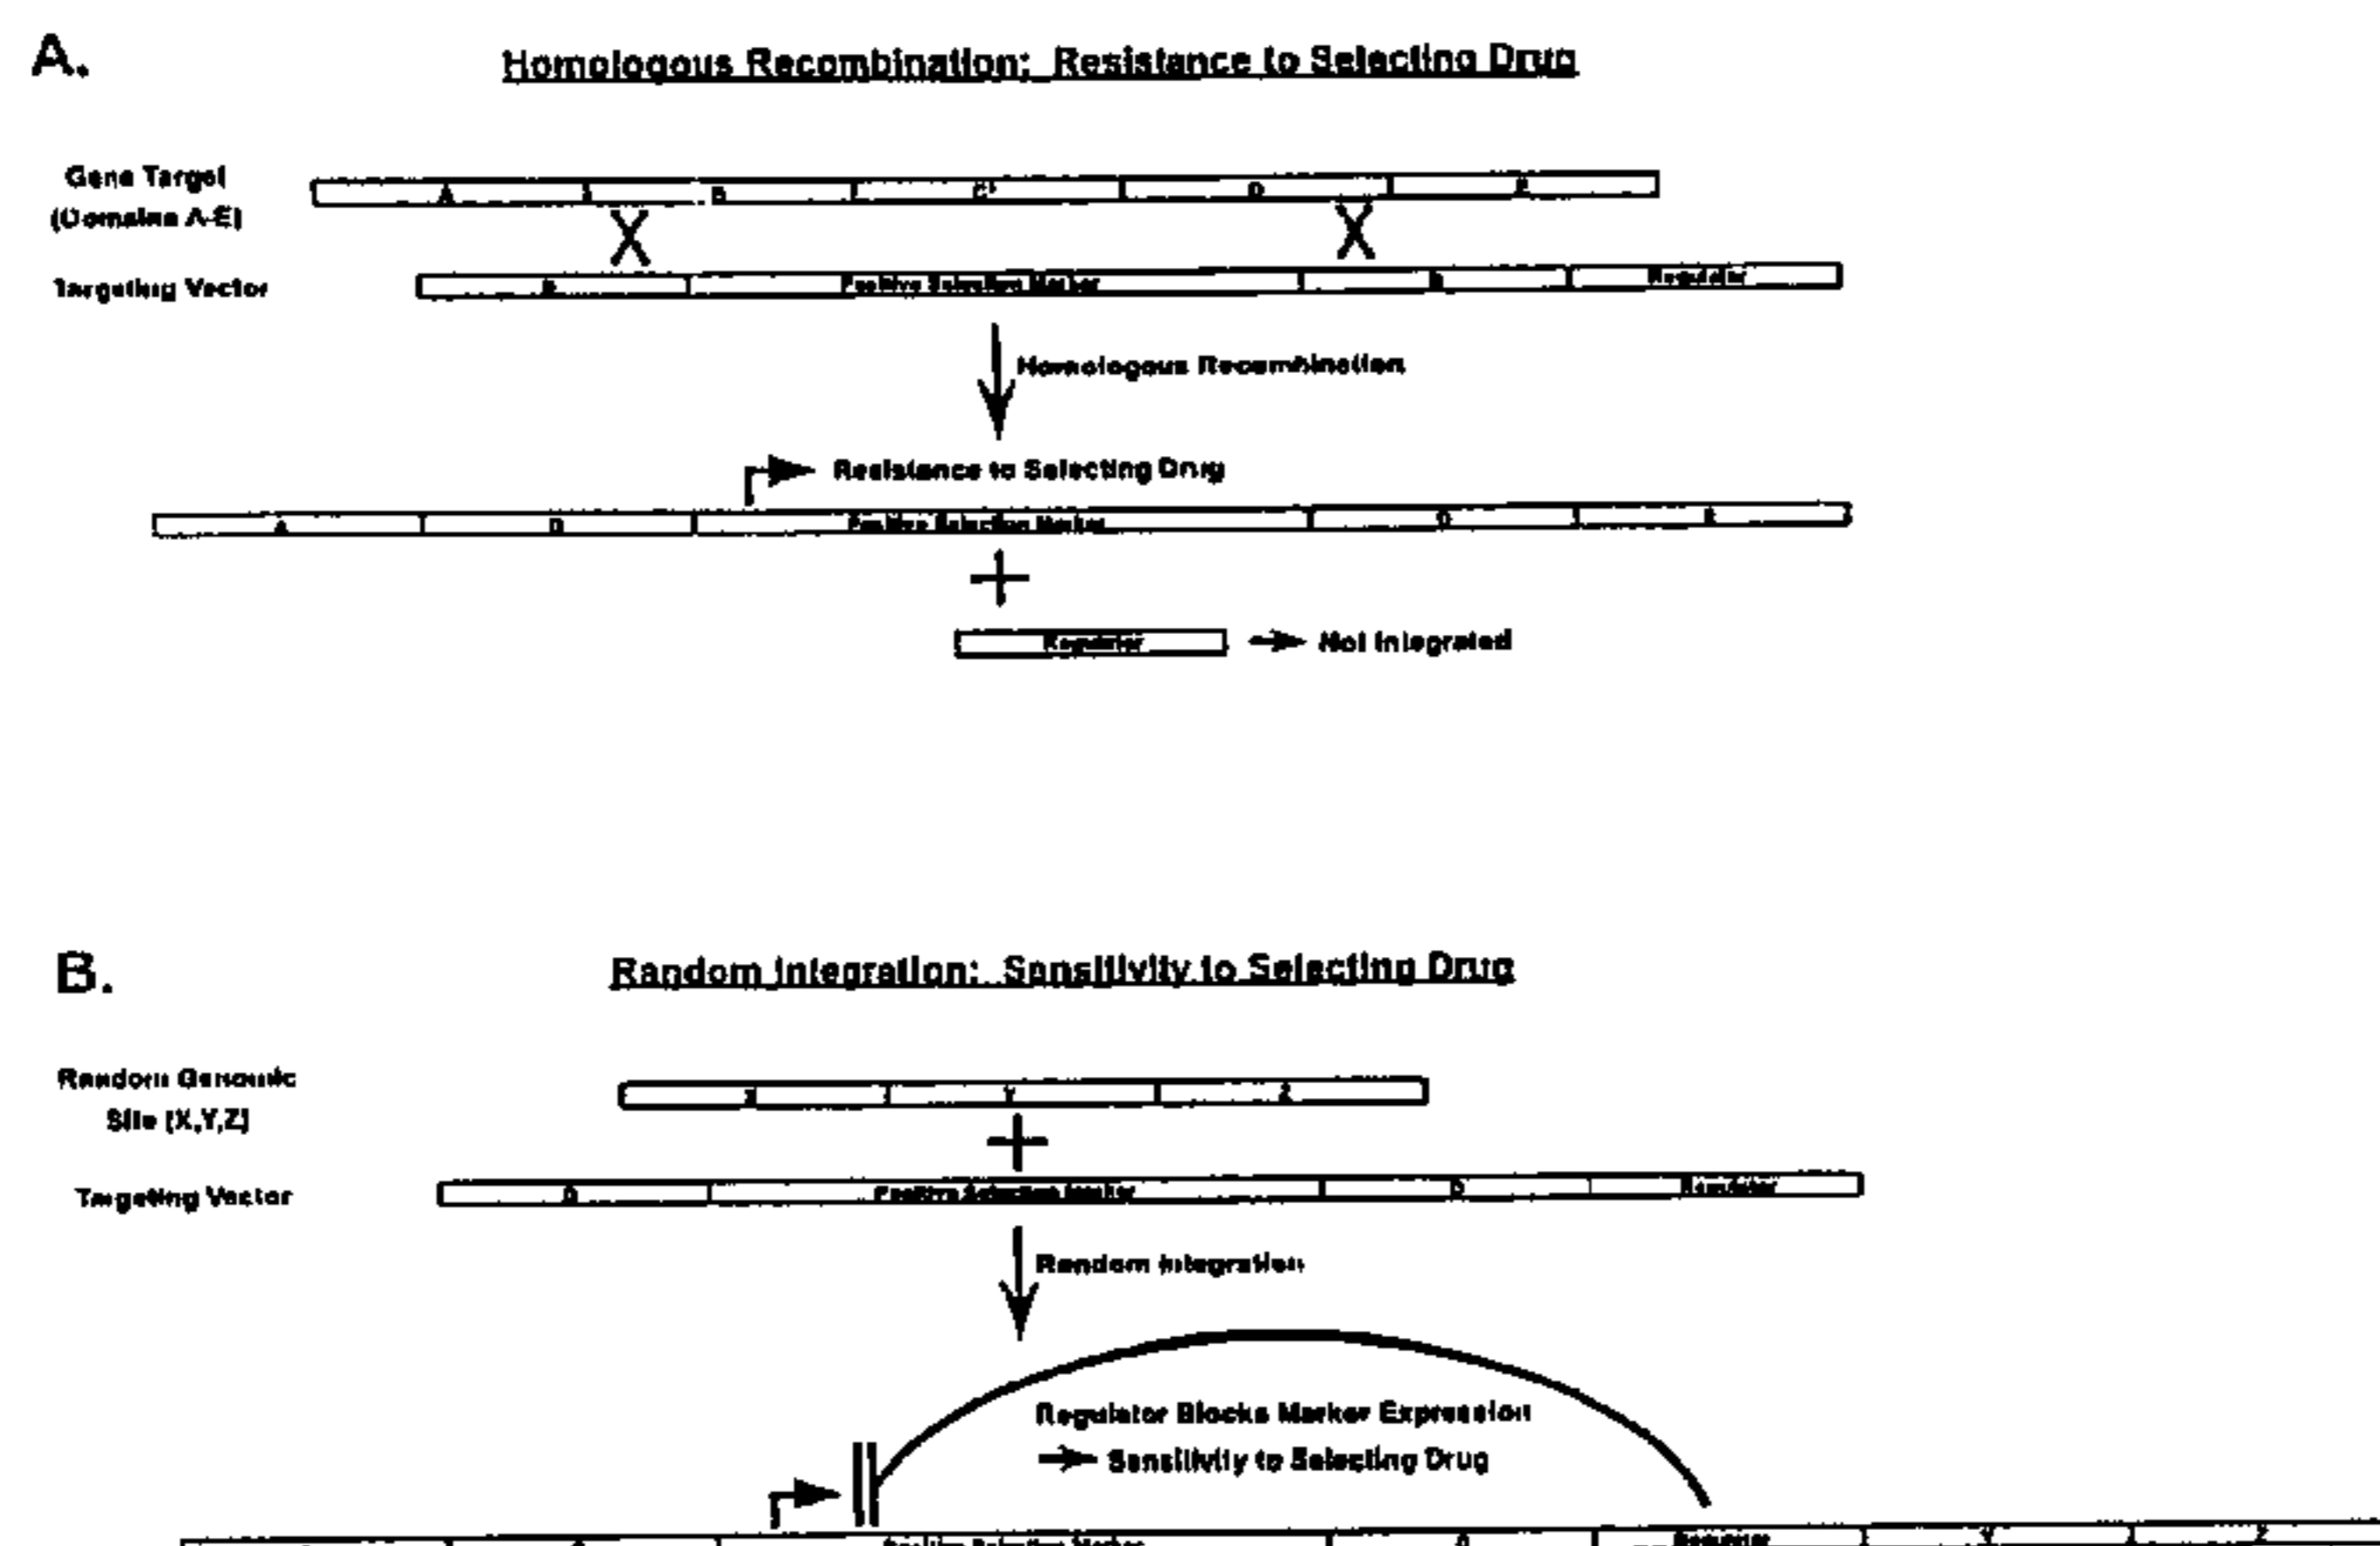 A.
Homologous Recombination: Resistance to Selecting Drug
Gene Target
A B C D E
(Domains A-E)
Targeting Vector
Positive Selection Marker Regulator
Homologous Recombination
Resistance to Selecting Drug
A Positive Selection Marker D
Regulator Not Integrated
B.
Random Integration: Sensitivity to Selecting Drug
Random Genomic
Site (X,Y,Z)
Targeting Vector
Positive Selection Marker D Regulator
Random Integration
Regulator Blocks Marker Expression
Sensitivity to Selecting Drug
Positive Selection Marker Regulator Z